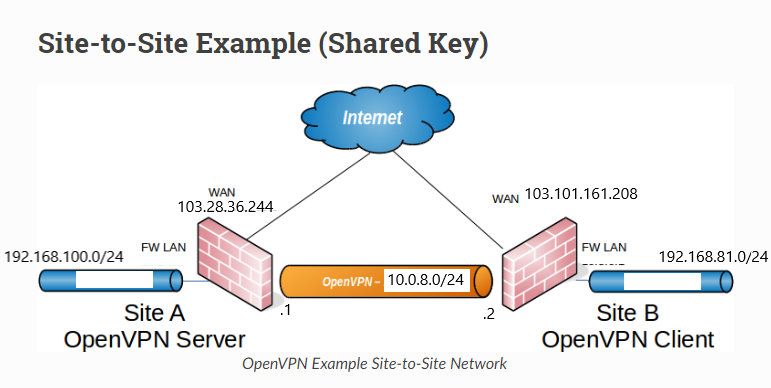 Site-to-Site Example (Shared Key)
Internet
WAN
103.28.36.244
WAN 103.101.161.208
192.168.100.0/24
FW LAN
FW LAN
192.168.81.0/24
OpenVPN – 10.0.8.0/24
.1
.2
Site A
OpenVPN Server
Site B
OpenVPN Client
OpenVPN Example Site-to-Site Network